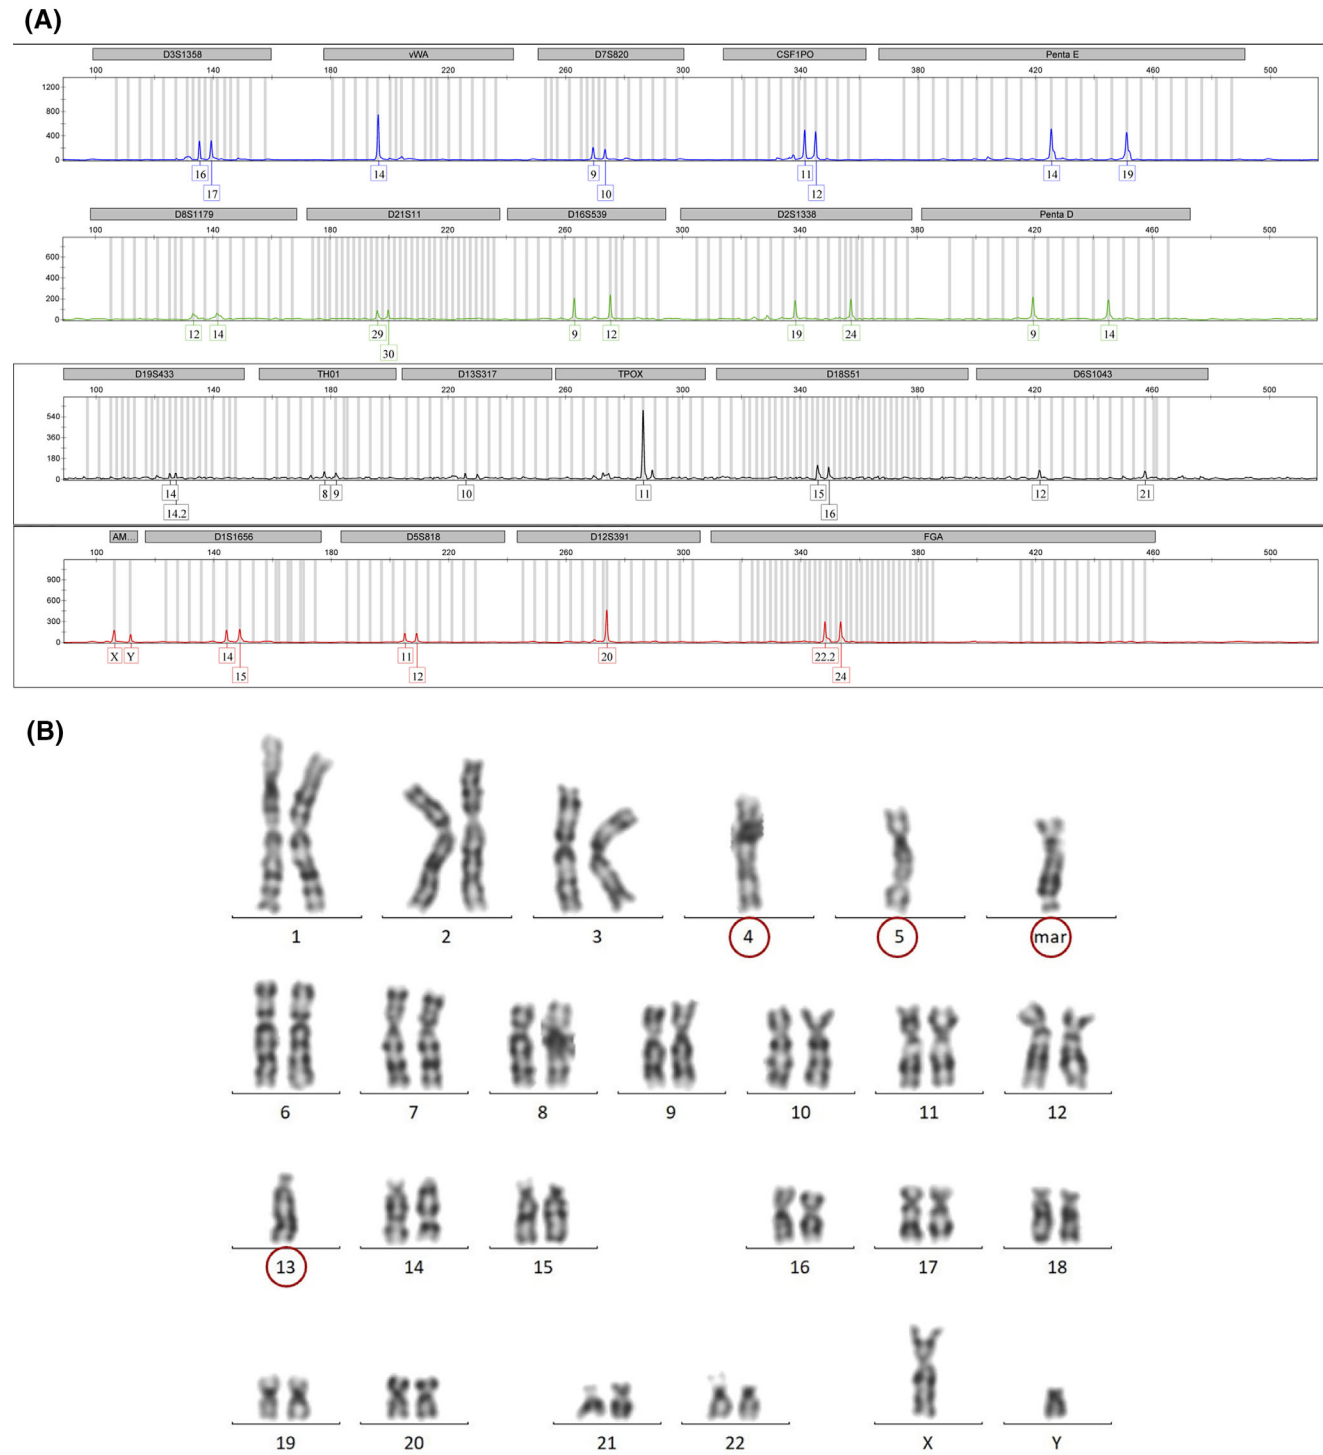 (A)
D3S1358 vWA D7S820 CSF1PO Penta E
100 140 180 220 260 300 340 380 420 460 500
1200
800
400
0
16 14 9 11 14 19
17 10 12
D8S1179 D21S11 D16S539 D2S1338 Penta D
100 140 180 220 260 300 340 380 420 460 500
600
400
200
0
12 14 29 9 12 19 24 9 14
30
D19S433 TH01 D13S317 TPOX D18S51 D6S1043
100 140 180 220 260 300 340 380 420 460 500
540
360
180
0
14 8 9 10 11 15 12 21
14.2 16
AM... D1S1656 D5S818 D12S391 FGA
100 140 180 220 260 300 340 380 420 460 500
900
600
300
0
X Y 14 11 20 22.2
15 12 24
(B)
1 2 3 4 5 mar
6 7 8 9 10 11 12
13 14 15 16 17 18
19 20 21 22 X Y